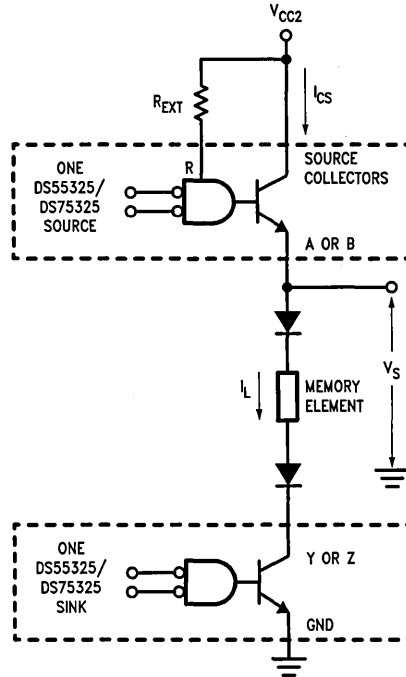 VCC2
REXT
ICS
ONE
DS55325/
DS75325
SOURCE
R
SOURCE
COLLECTORS
A OR B
IL
MEMORY
ELEMENT
VS
ONE
DS55325/
DS75325
SINK
Y OR Z
GND